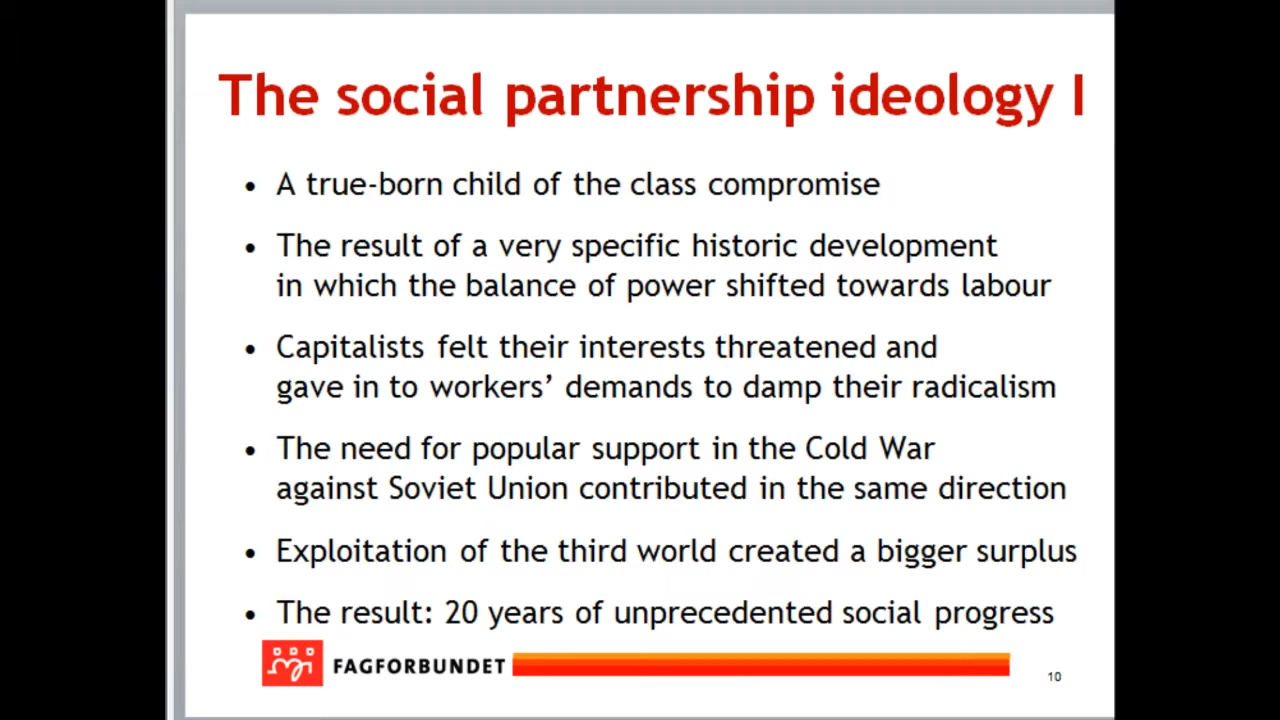 The social partnership ideology I
• A true-born child of the class compromise
• The result of a very specific historic development
in which the balance of power shifted towards labour
• Capitalists felt their interests threatened and
gave in to workers’ demands to damp their radicalism
• The need for popular support in the Cold War
against Soviet Union contributed in the same direction
• Exploitation of the third world created a bigger surplus
• The result: 20 years of unprecedented social progress
FAGFORBUNDET
10